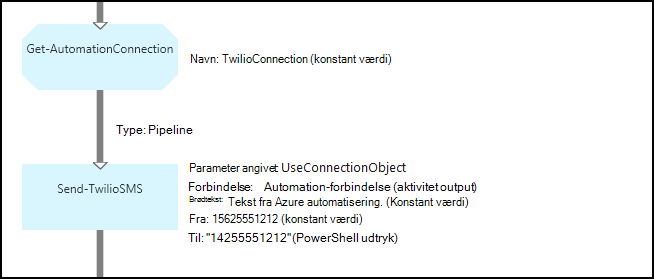 Get-AutomationConnection
Navn: TwilioConnection (konstant værdi)
Type: Pipeline
Send-TwilioSMS
Parameter angivet UseConnectionObject
Forbindelse: Automation-forbindelse (aktivitet output)
Brødtekst: Tekst fra Azure automatisering. (Konstant værdi)
Fra: 15625551212 (konstant værdi)
Til: "14255551212" (PowerShell udtryk)